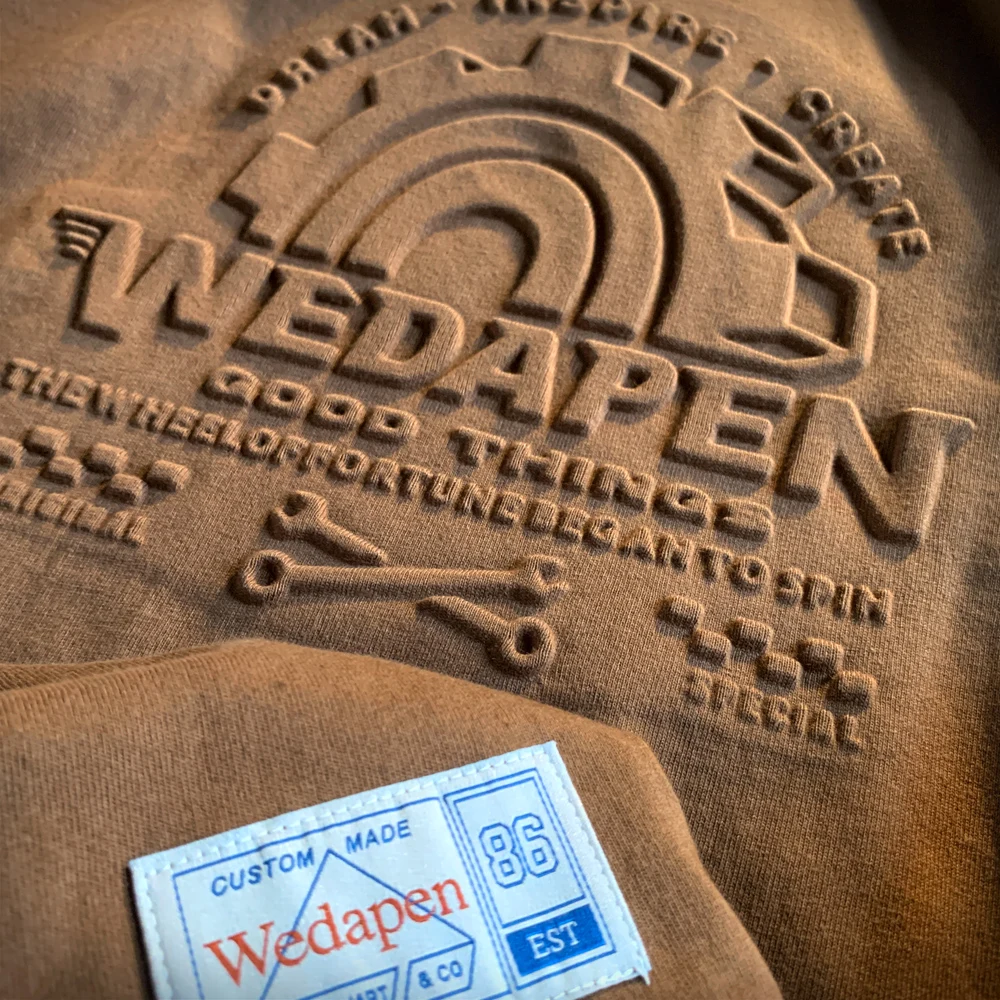 DREAM · INSPIRE · CREATE
WEDAPEN
GOOD THINGS
THEWHEELOFFORTUNEBEGANTOSPIN
ORIGINAL
SPECIAL
CUSTOM MADE
Wedapen
& CO
86
EST